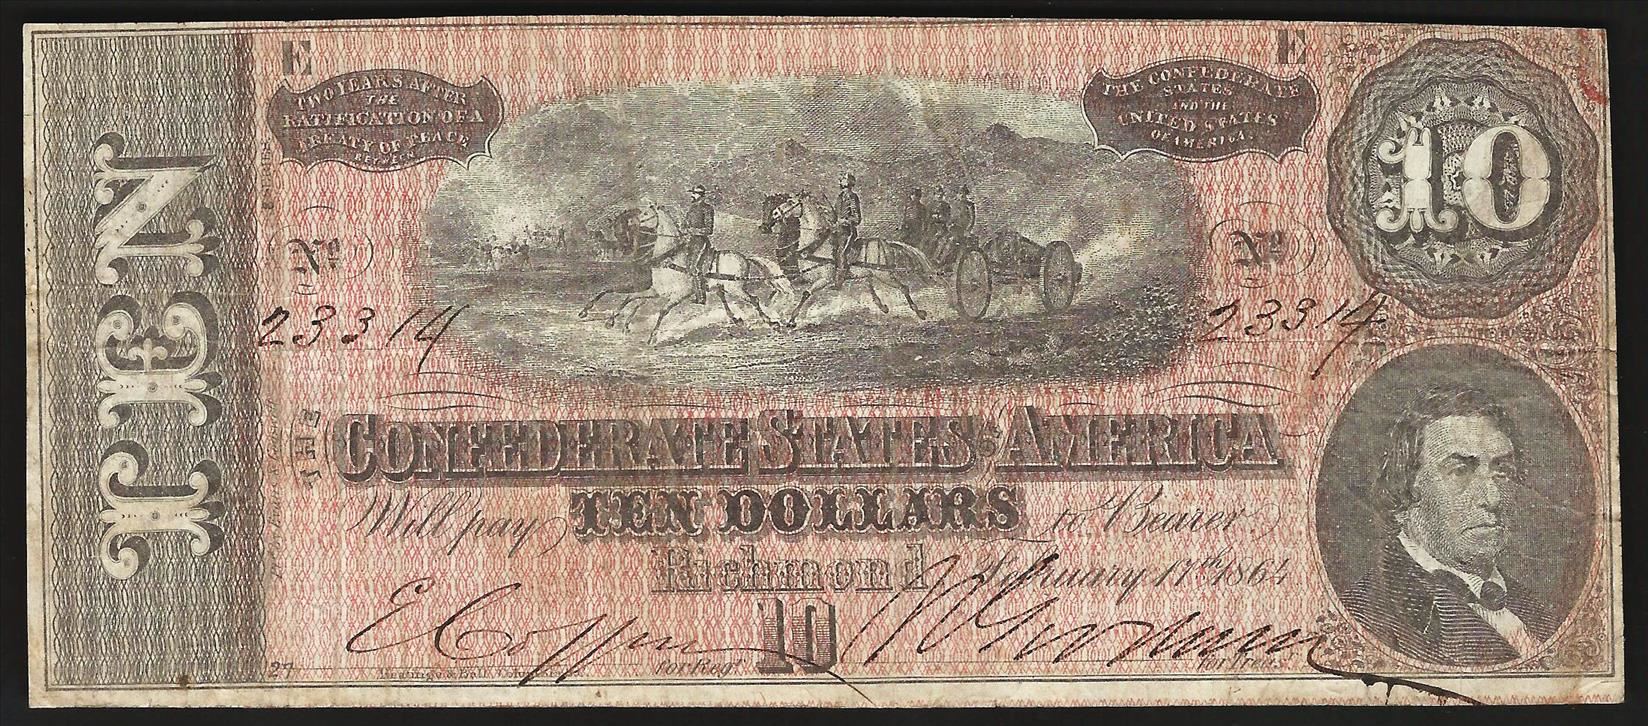 E
E
TWO YEARS AFTER
THE
RATIFICATION OF A
TREATY OF PEACE
BETWEEN
THE CONFEDERATE
STATES
AND THE
UNITED STATES
OF AMERICA.
10
TEN
No
No
23314
23314
THE CONFEDERATE STATES OF AMERICA
Will pay TEN DOLLARS to Bearer
Richmond February 17th 1864
10
for Regr.
for Treas.
27